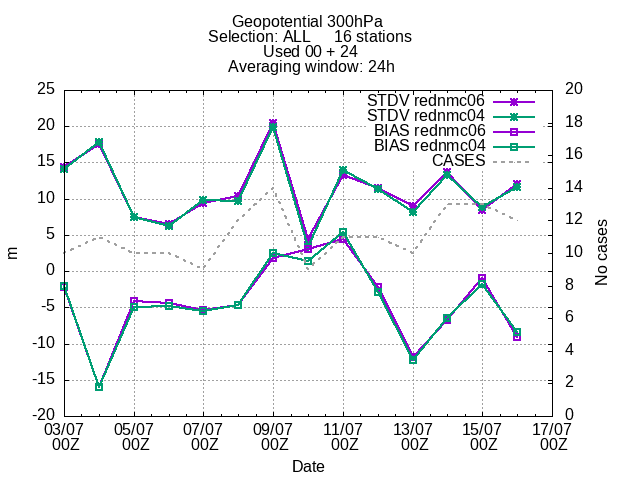 Geopotential 300hPa
Selection: ALL 16 stations
Used 00 + 24
Averaging window: 24h
25 20
STDV rednmc06
20 18
STDV rednmc04
BIAS rednmc06
15 16
BIAS rednmc04
CASES
10 14
12
5 10
0 8
-5 6
-10 4
-15 2
-20 0
m
No cases
03/07 05/07 07/07 09/07 11/07 13/07 15/07 17/07
00Z 00Z 00Z 00Z 00Z 00Z 00Z 00Z
Date